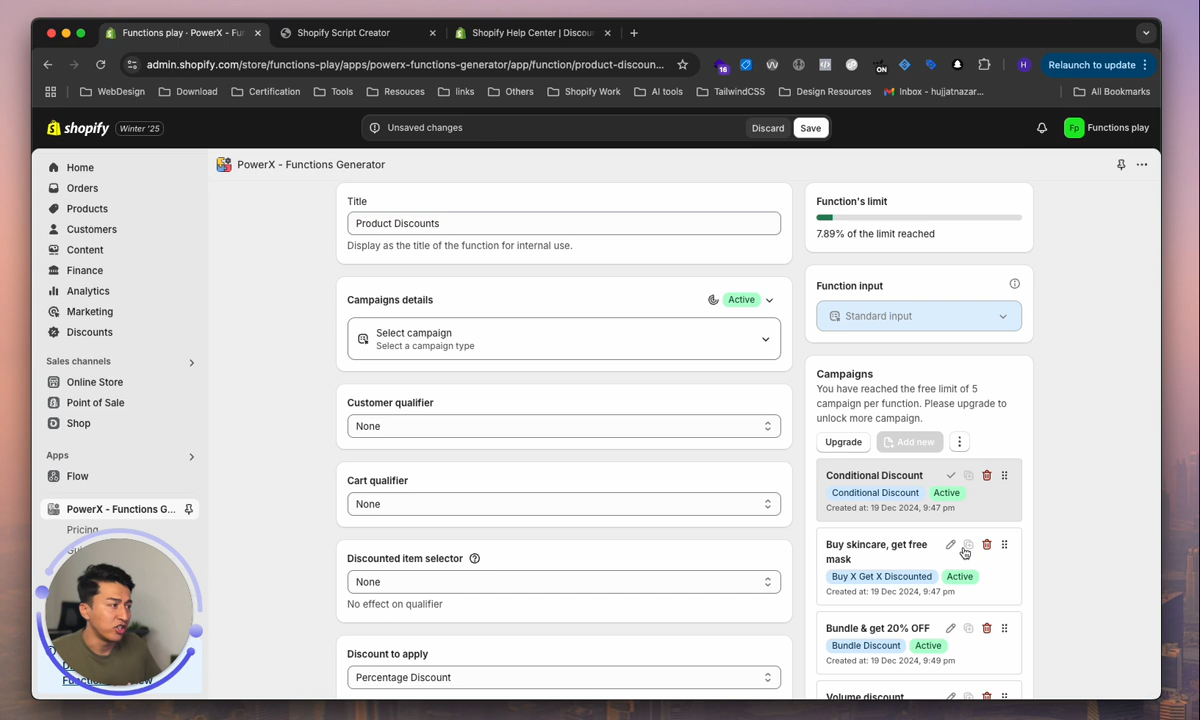 Functions play · PowerX - Fur
Shopify Script Creator
Shopify Help Center | Discou
admin.shopify.com/store/functions-play/apps/powerx-functions-generator/app/function/product-discoun...
16
ON
H
Relaunch to update
WebDesign
Download
Certification
Tools
Resouces
links
Others
Shopify Work
AI tools
TailwindCSS
Design Resources
Inbox - hujjatnazar...
All Bookmarks
shopify
Winter '25
Unsaved changes
Discard
Save
Fp
Functions play
Home
Orders
Products
Customers
Content
Finance
Analytics
Marketing
Discounts
Sales channels
Online Store
Point of Sale
Shop
Apps
Flow
PowerX - Functions G...
Pricing
PowerX - Functions Generator
Title
Product Discounts
Display as the title of the function for internal use.
Campaigns details
Active
Select campaign
Select a campaign type
Customer qualifier
None
Cart qualifier
None
Discounted item selector
None
No effect on qualifier
Discount to apply
Percentage Discount
Function's limit
7.89% of the limit reached
Function input
Standard input
Campaigns
You have reached the free limit of 5
campaign per function. Please upgrade to
unlock more campaign.
Upgrade
Add new
Conditional Discount
Conditional Discount
Active
Created at: 19 Dec 2024, 9:47 pm
Buy skincare, get free
mask
Buy X Get X Discounted
Active
Created at: 19 Dec 2024, 9:47 pm
Bundle & get 20% OFF
Bundle Discount
Active
Created at: 19 Dec 2024, 9:49 pm
Volume discount